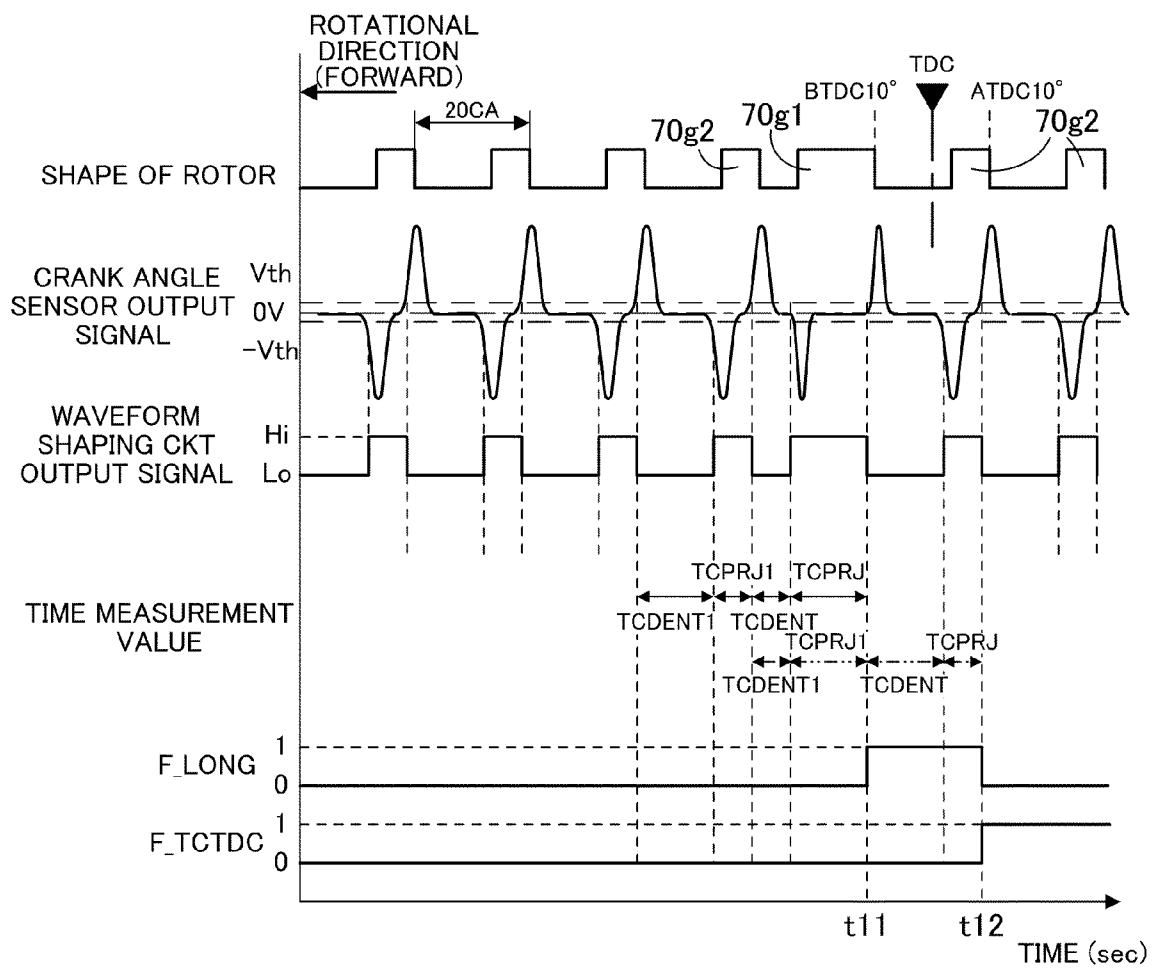 ROTATIONAL
DIRECTION
(FORWARD)
20CA
BTDC10°
TDC
ATDC10°
70g2
70g1
70g2
SHAPE OF ROTOR
CRANK ANGLE
SENSOR OUTPUT
SIGNAL
Vth
0V
-Vth
WAVEFORM
SHAPING CKT
OUTPUT SIGNAL
Hi
Lo
TIME MEASUREMENT
VALUE
TCPRJ1
TCPRJ
TCDENT1
TCDENT
TCPRJ1
TCPRJ
TCDENT1
TCDENT
F_LONG
1
0
F_TCTDC
1
0
t11
t12
TIME (sec)